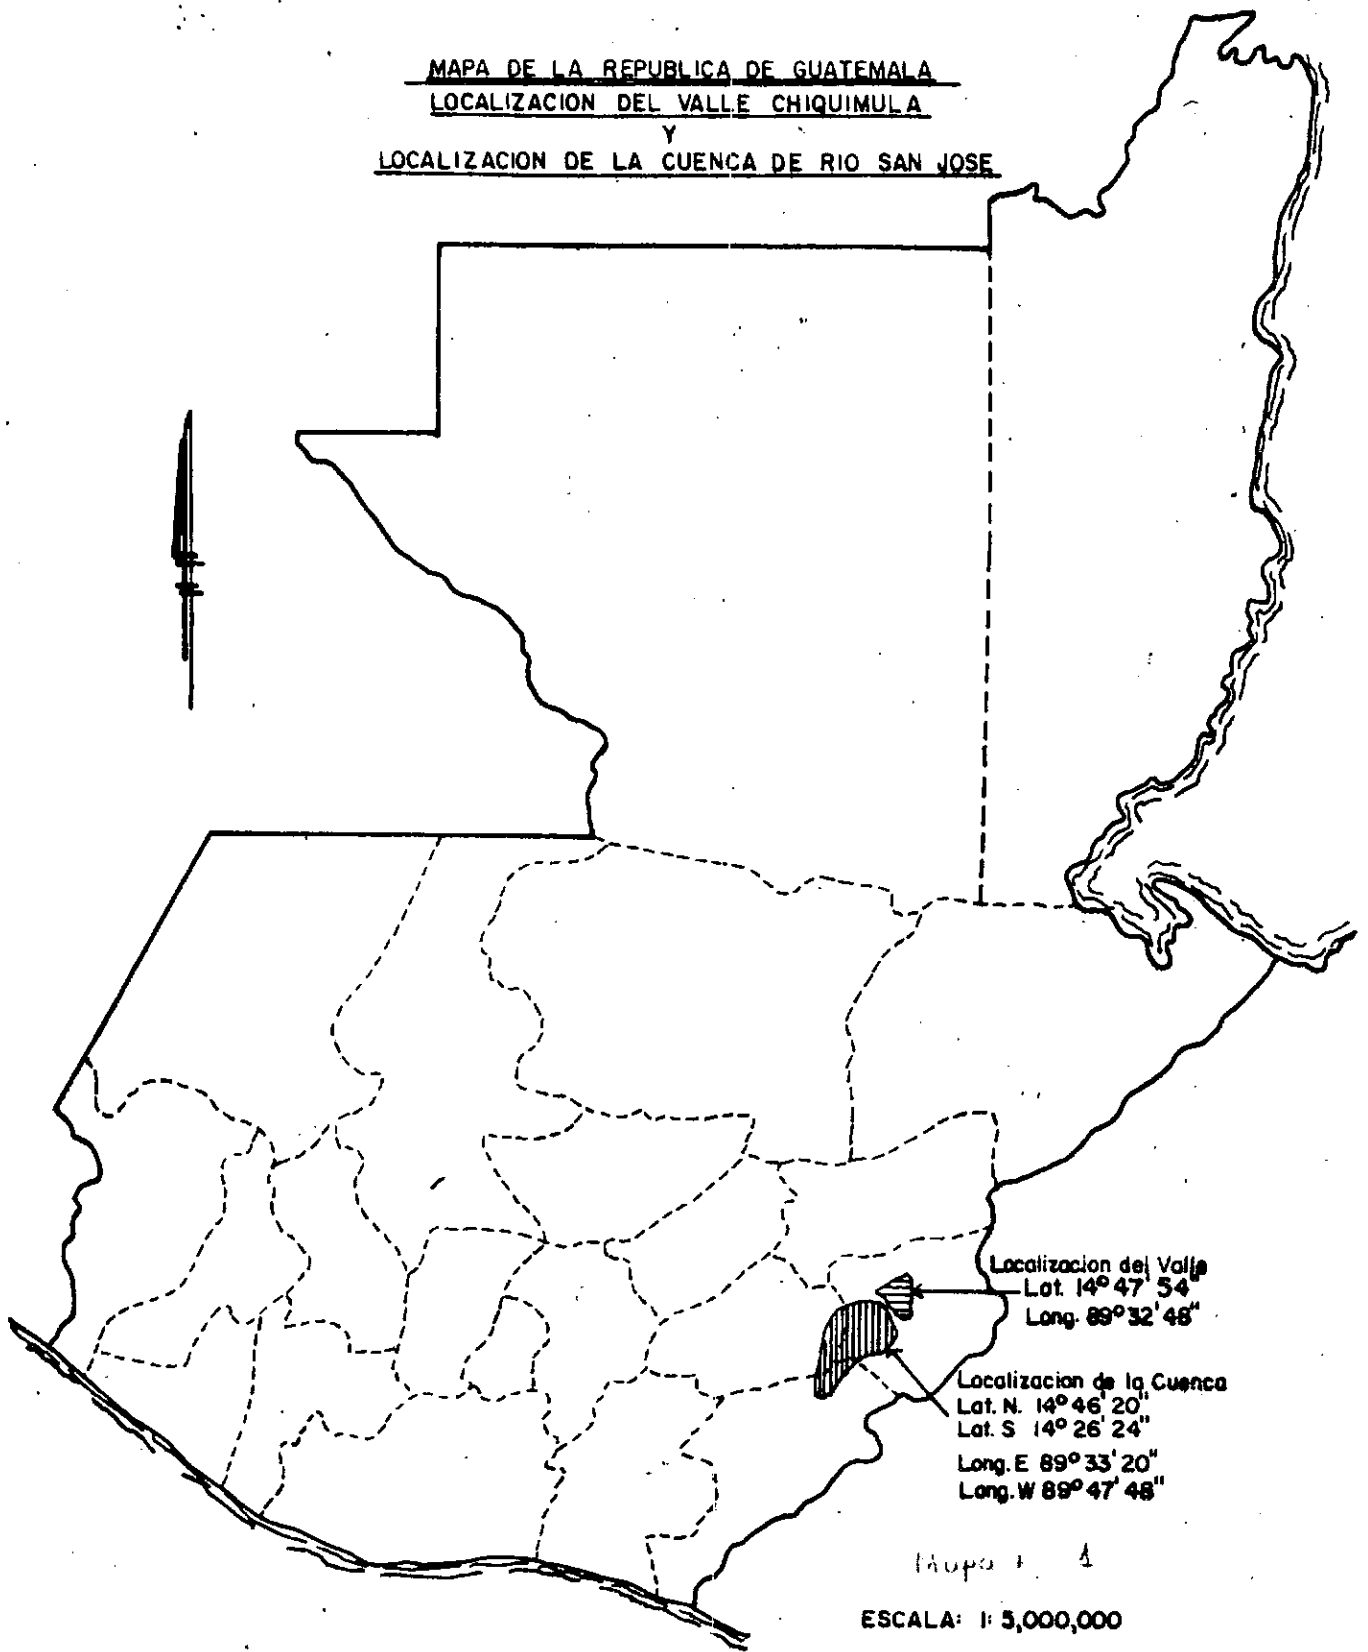 MAPA DE LA REPUBLICA DE GUATEMALA
LOCALIZACION DEL VALLE CHIQUIMULA
Y
LOCALIZACION DE LA CUENCA DE RIO SAN JOSE
Localizacion del Valle
Lat. 14° 47' 54"
Long. 89° 32' 48"
Localizacion de la Cuenca
Lat. N. 14° 46' 20"
Lat. S 14° 26' 24"
Long. E 89° 33' 20"
Long. W 89° 47' 48"
Mapa 1
ESCALA: 1: 5,000,000